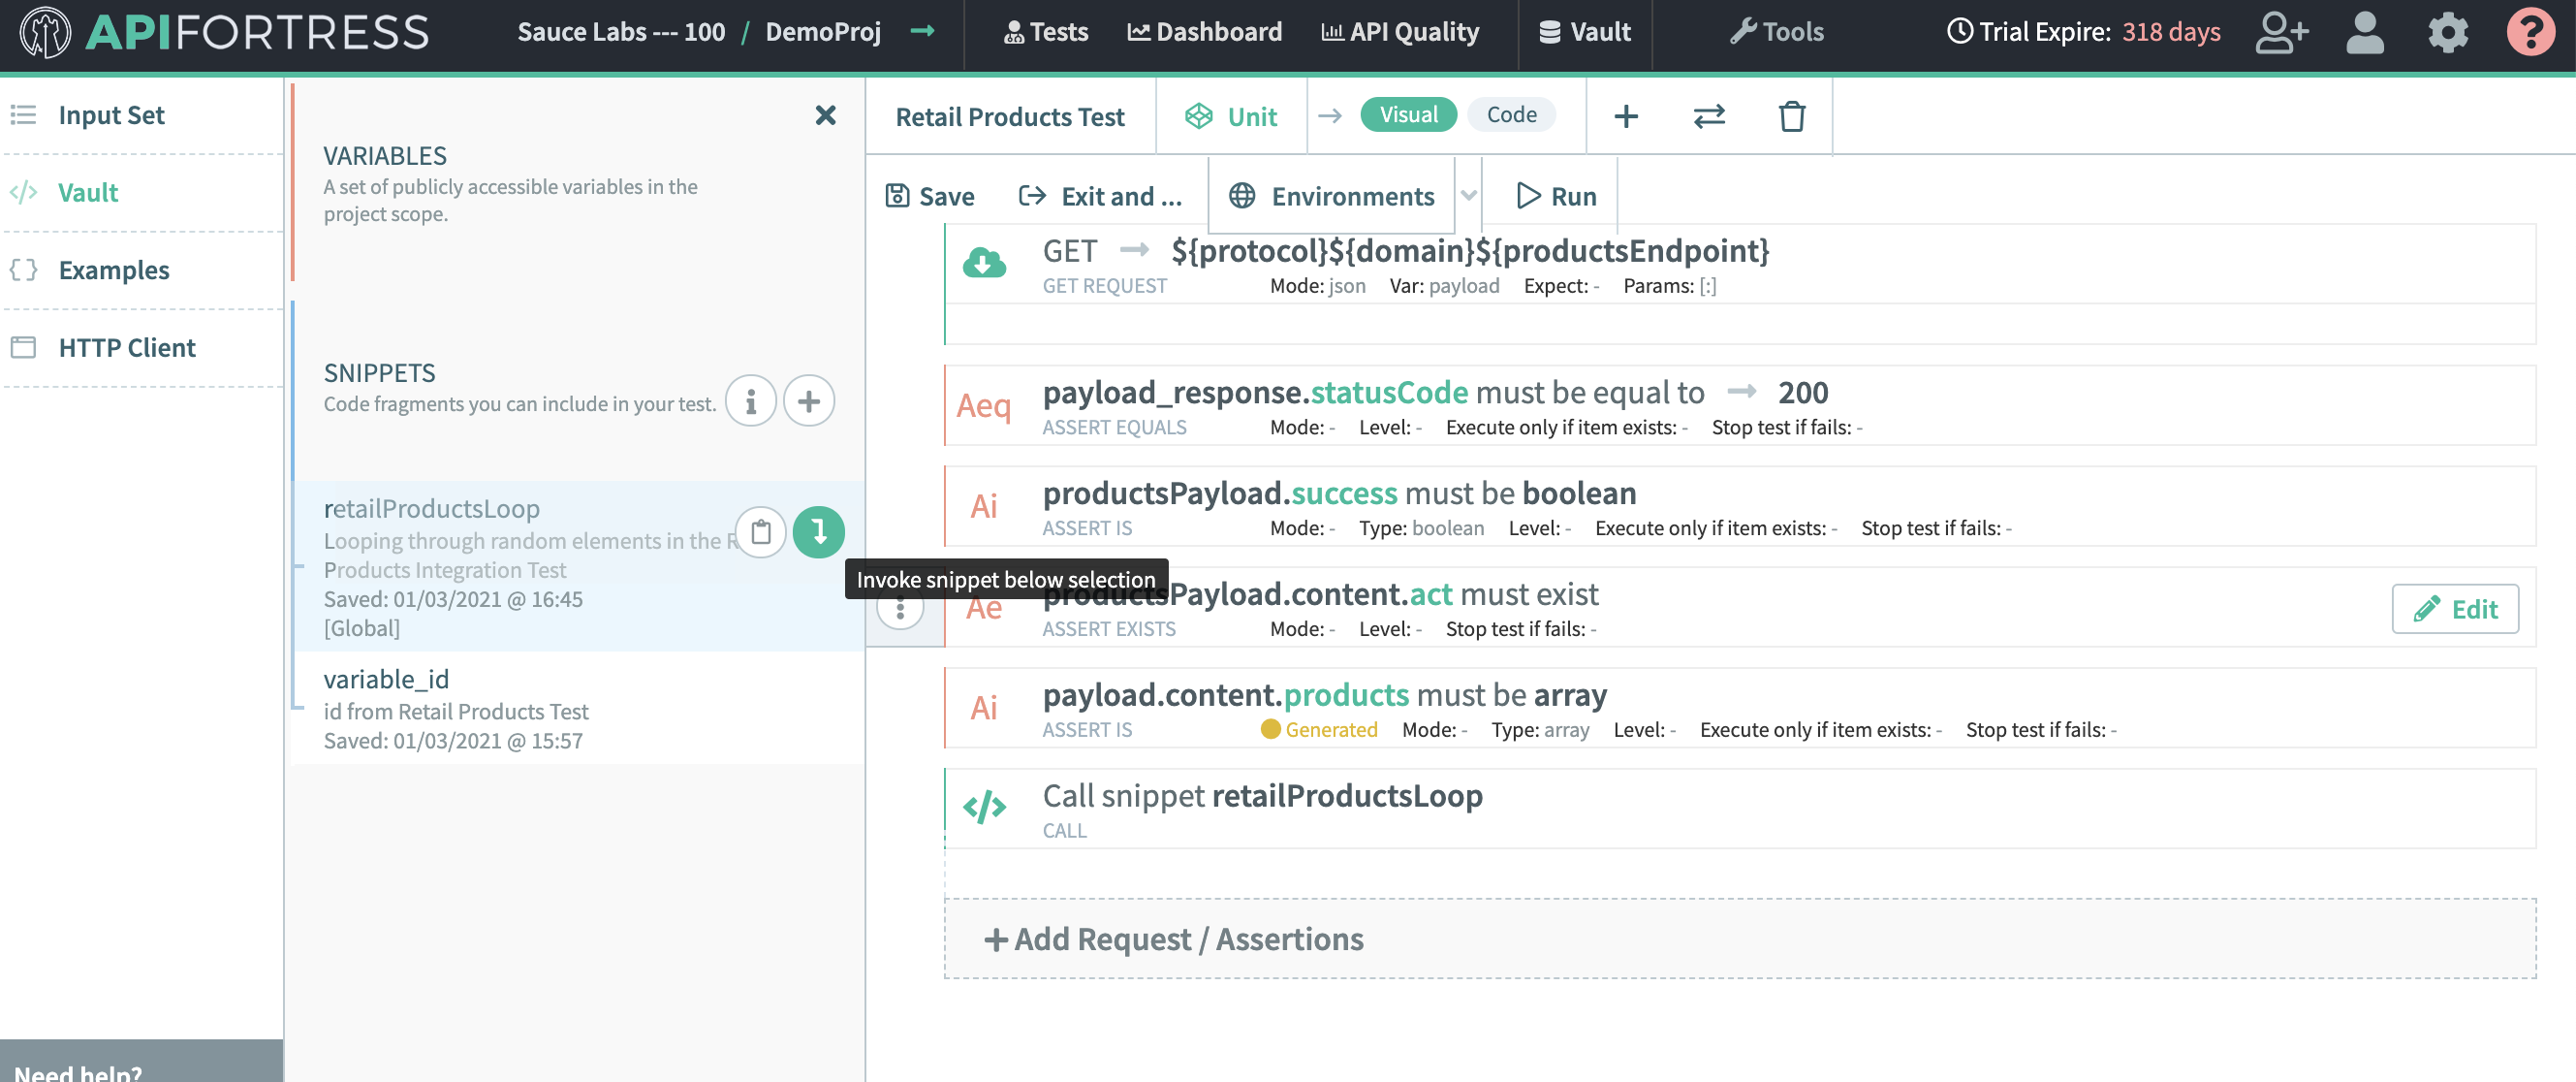 APIFORTRESS
Sauce Labs --- 100 / DemoProj
Tests
Dashboard
API Quality
Vault
Tools
Trial Expire: 318 days
?
Input Set
Vault
Examples
HTTP Client
Need help?
VARIABLES
A set of publicly accessible variables in the
project scope.
SNIPPETS
Code fragments you can include in your test.
retailProductsLoop
Looping through random elements in the R
Products Integration Test
Saved: 01/03/2021 @ 16:45
[Global]
variable_id
id from Retail Products Test
Saved: 01/03/2021 @ 15:57
Invoke snippet below selection
Retail Products Test
Unit
Visual
Code
Save
Exit and ...
Environments
Run
GET ${protocol}${domain}${productsEndpoint}
GET REQUEST Mode: json Var: payload Expect: - Params: [:]
Aeq
payload_response.statusCode must be equal to 200
ASSERT EQUALS Mode: - Level: - Execute only if item exists: - Stop test if fails: -
Ai
productsPayload.success must be boolean
ASSERT IS Mode: - Type: boolean Level: - Execute only if item exists: - Stop test if fails: -
Ae
productsPayload.content.act must exist
ASSERT EXISTS Mode: - Level: - Stop test if fails: -
Edit
Ai
payload.content.products must be array
ASSERT IS Generated Mode: - Type: array Level: - Execute only if item exists: - Stop test if fails: -
Call snippet retailProductsLoop
CALL
+ Add Request / Assertions